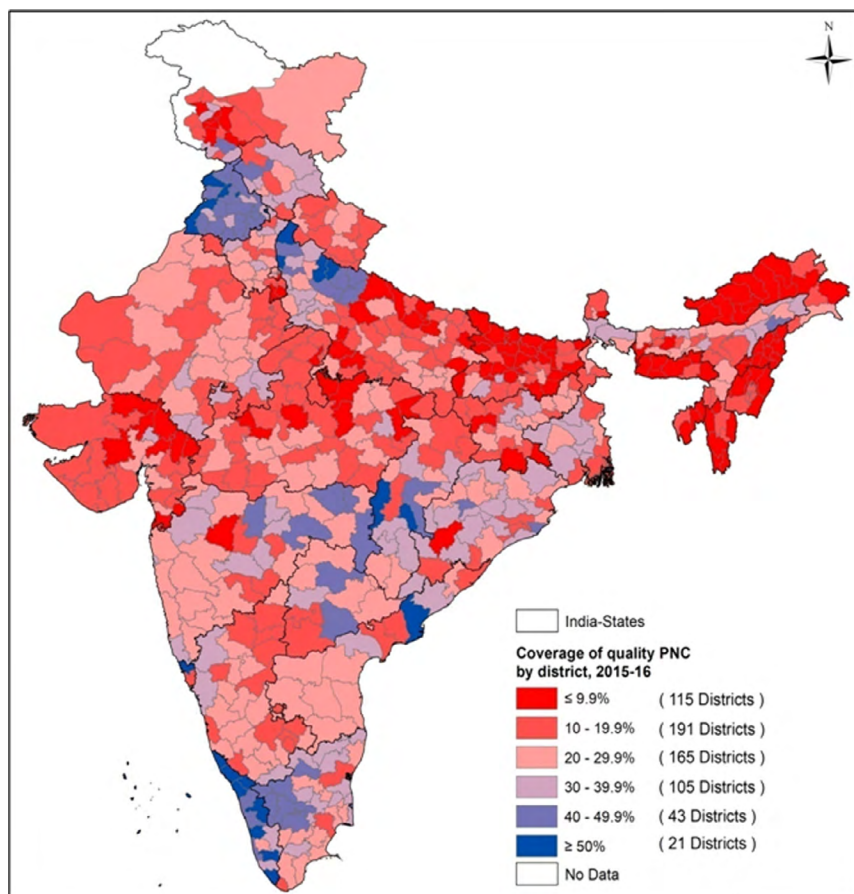 N
India-States
Coverage of quality PNC
by district, 2015-16
≤ 9.9% ( 115 Districts )
10 - 19.9% ( 191 Districts )
20 - 29.9% ( 165 Districts )
30 - 39.9% ( 105 Districts )
40 - 49.9% ( 43 Districts )
≥ 50% ( 21 Districts )
No Data